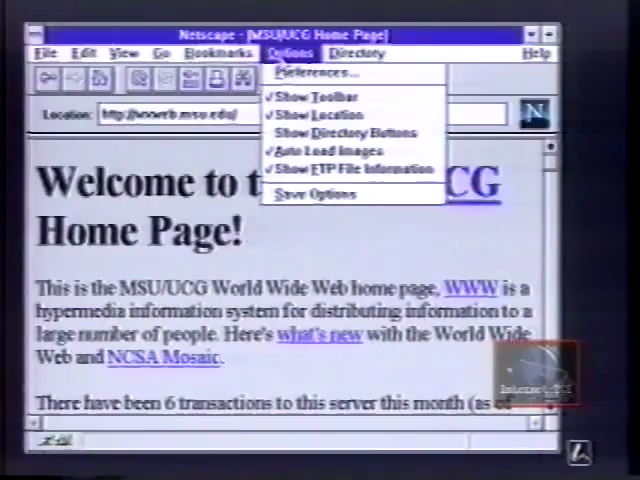 Netscape - [MSU/UCG Home Page]
File Edit View Go Bookmarks Options Directory Help
Preferences...
Show Toolbar
Location: http://www
Show Location
Show Directory Buttons
Auto Load Images
Show FTP File Information
Save Options
Welcome to t CG
Home Page!
This is the MSU/UCG World Wide Web home page, WWW is a
hypermedia information system for distributing information to a
large number of people. Here's what's new with the World Wide
Web and NCSA Mosaic.
There have been 6 transactions to this server this month (as of
N